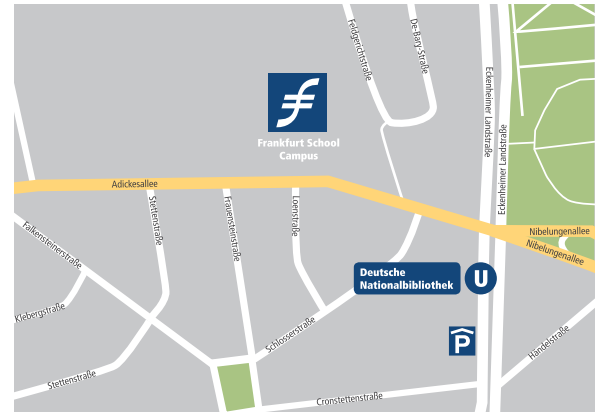 Feldgerichtstraße
De-Bary-Straße
Eckenheimer Landstraße
Eckenheimer Landstraße
Frankfurt School
Campus
Adickesallee
Stettenstraße
Frauensteinstraße
Loenstraße
Falkensteinerstraße
Nibelungenallee
Nibelungenallee
Deutsche
Nationalbibliothek
U
Klebergstraße
Schlosserstraße
P
Händelstraße
Stettenstraße
Cronstettenstraße